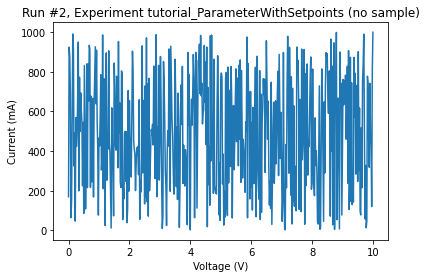 Run #2, Experiment tutorial_ParameterWithSetpoints (no sample)
1000
800
600
400
200
0
Current (mA)
0 2 4 6 8 10
Voltage (V)